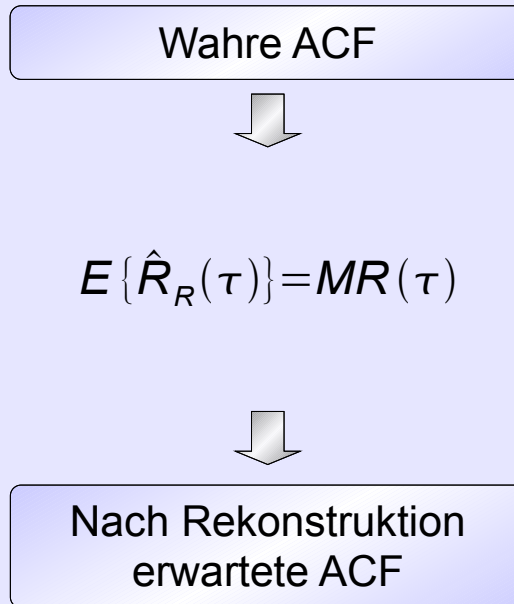 Wahre ACF
E{R̂_R(τ)}=MR(τ)
Nach Rekonstruktion
erwartete ACF